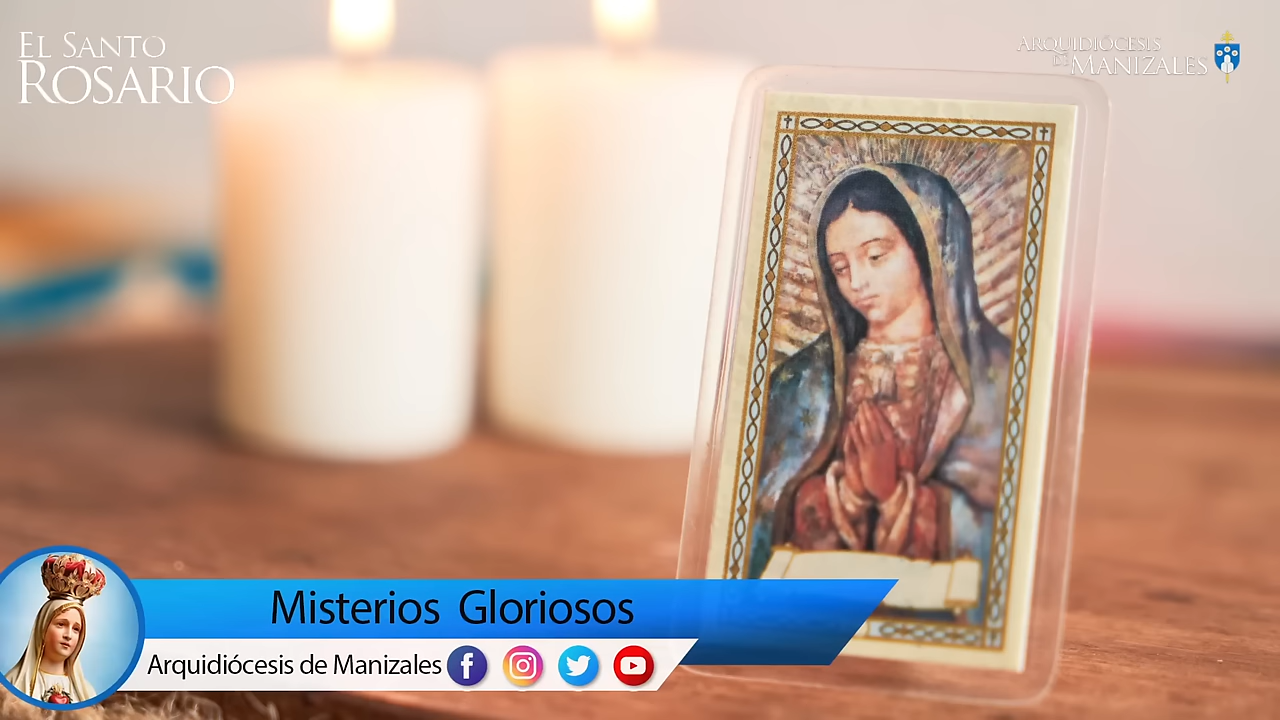 El Santo
Rosario
Arquidiócesis
de Manizales
Misterios Gloriosos
Arquidiócesis de Manizales